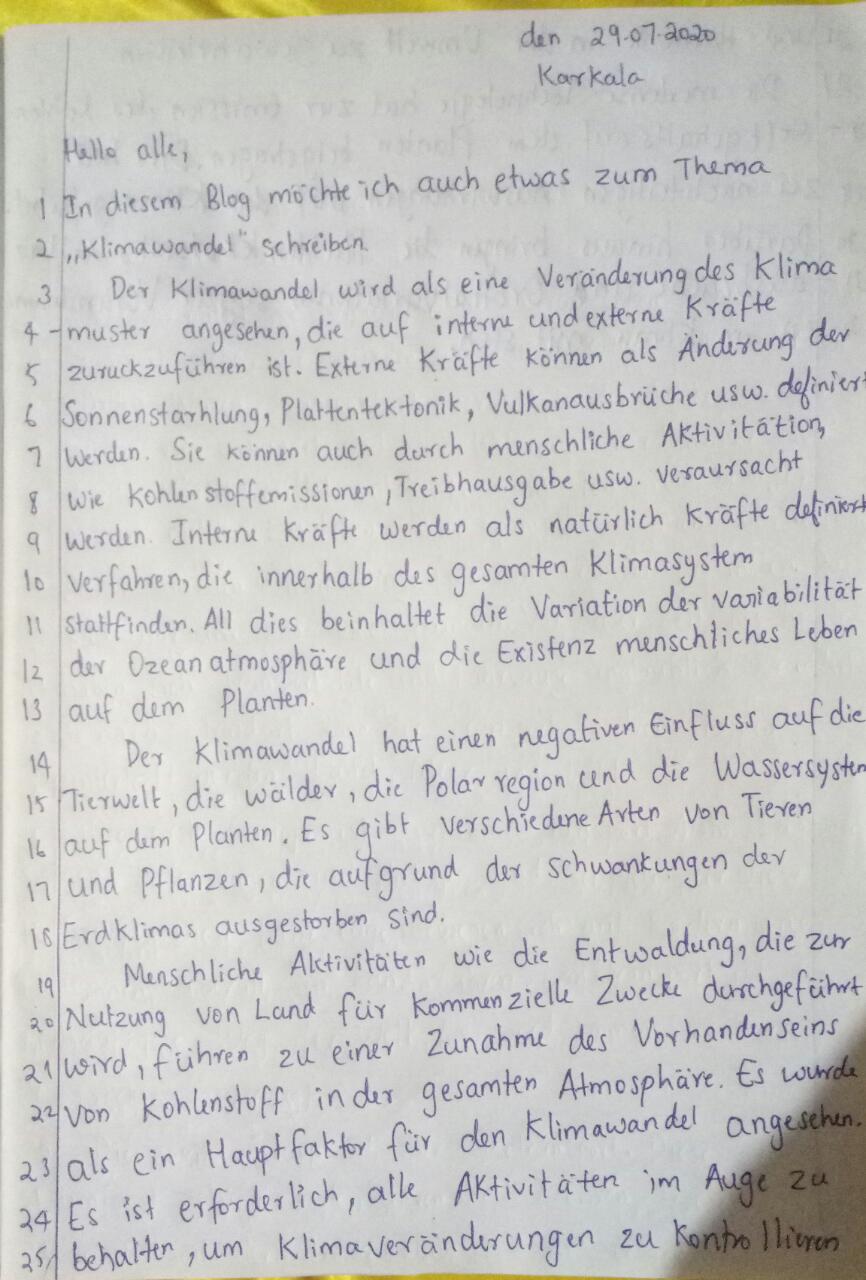 den 29.07.2020
Karkala
Hello alle,
1 In diesem Blog möchte ich auch etwas zum Thema
2 „Klimawandel" schreiben.
3 Der Klimawandel wird als eine Veränderung des Klima
4 -muster angesehen, die auf interne und externe Kräfte
5 zuruckzuführen ist. Externe Kräfte können als Änderung der
6 Sonnenstarhlung, Plattentektonik, Vulkanausbrüche usw. definiert
7 werden. Sie können auch durch menschliche Aktivitätion,
8 wie Kohlenstoffemissionen, Treibhausgabe usw. veraursacht
9 werden. Interne Kräfte werden als natürlich Kräfte definiert
10 verfahren, die innerhalb des gesamten Klimasystem
11 stattfinden. All dies beinhaltet die Variation der variabilität
12 der Ozeanatmosphäre und die Existenz menschliches Leben
13 auf dem Planten.
14 Der Klimawandel hat einen negativen Einfluss auf die
15 Tierwelt, die wälder, die Polarregion und die Wassersystem
16 auf dem Planten. Es gibt verschiedene Arten von Tieren
17 und Pflanzen, die aufgrund der schwankungen der
18 Erdklimas ausgestorben sind.
19 Menschliche Aktivitäten wie die Entwaldung, die zur
20 Nutzung von Land für kommenzielle Zwecke durchgeführt
21 wird, führen zu einer Zunahme des Vorhandenseins
22 von Kohlenstoff in der gesamten Atmosphäre. Es wurde
23 als ein Hauptfaktor für den Klimawandel angesehen.
24 Es ist erforderlich, alle Aktivitäten im Auge zu
25 behalten, um Klimaveränderungen zu kontrollieren